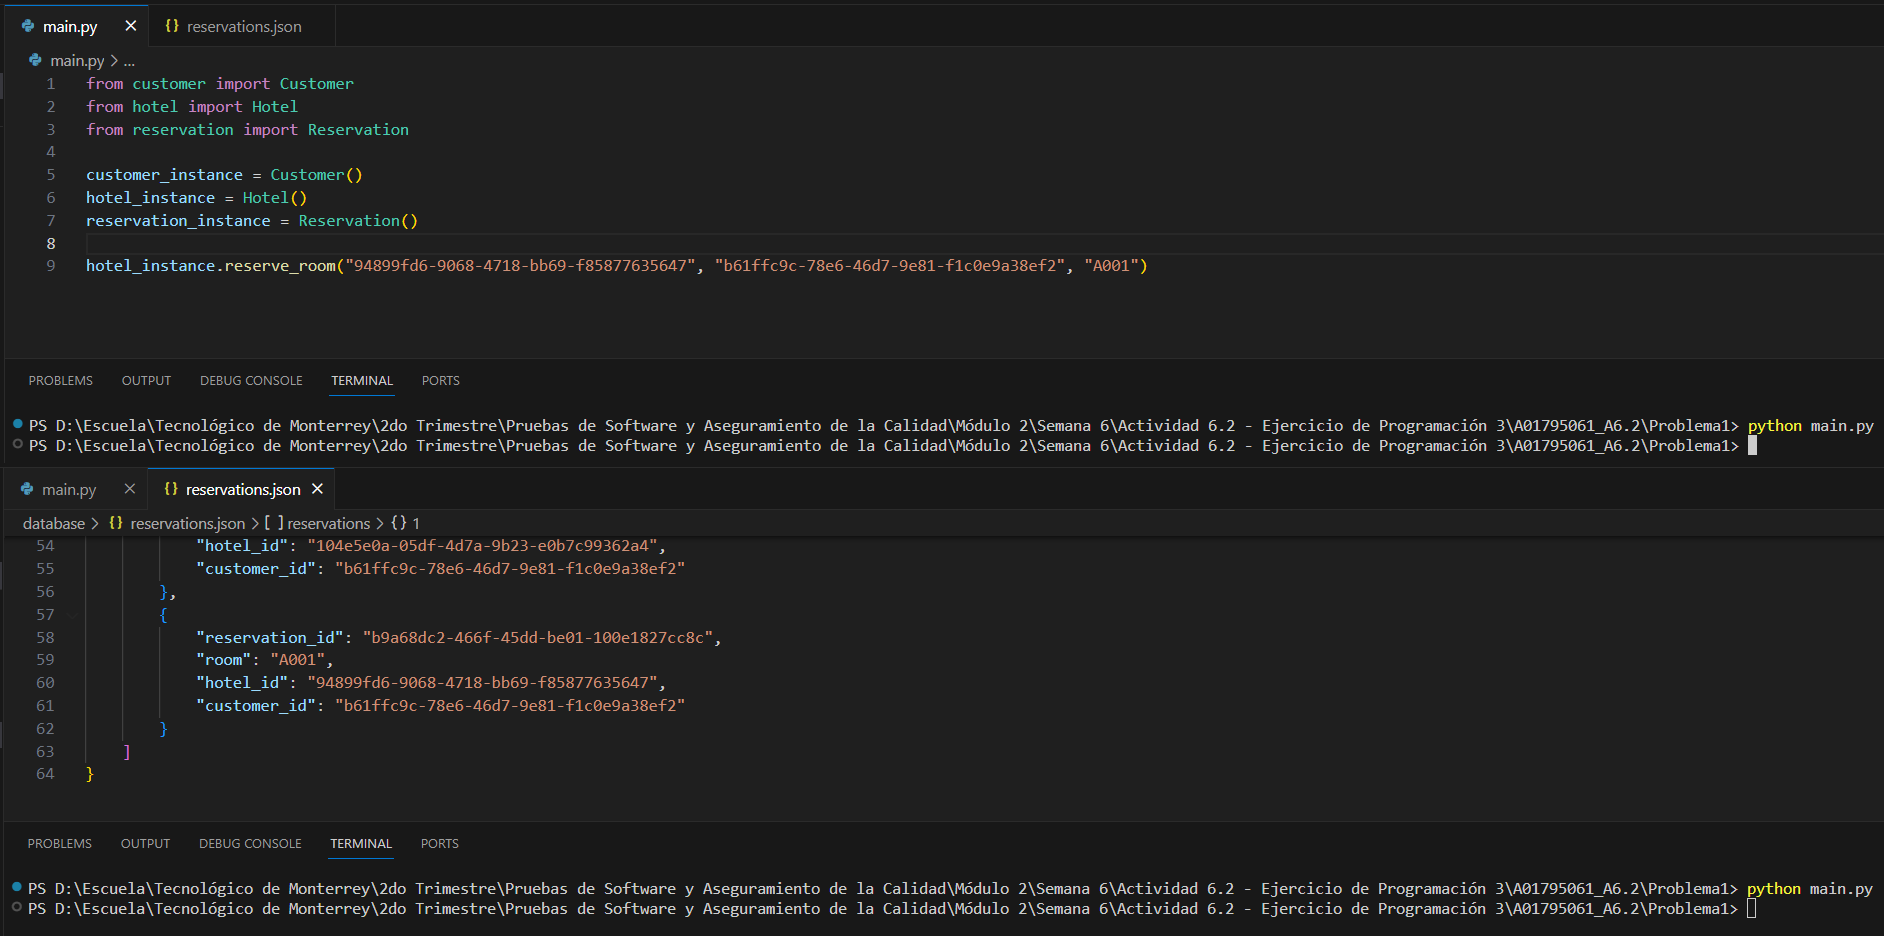 main.py × {} reservations.json
main.py > ...
1 from customer import Customer
2 from hotel import Hotel
3 from reservation import Reservation
4
5 customer_instance = Customer()
6 hotel_instance = Hotel()
7 reservation_instance = Reservation()
8
9 hotel_instance.reserve_room("94899fd6-9068-4718-bb69-f85877635647", "b61ffc9c-78e6-46d7-9e81-f1c0e9a38ef2", "A001")
PROBLEMS OUTPUT DEBUG CONSOLE TERMINAL PORTS
PS D:\Escuela\Tecnológico de Monterrey\2do Trimestre\Pruebas de Software y Aseguramiento de la Calidad\Módulo 2\Semana 6\Actividad 6.2 - Ejercicio de Programación 3\A01795061_A6.2\Problema1> python main.py
PS D:\Escuela\Tecnológico de Monterrey\2do Trimestre\Pruebas de Software y Aseguramiento de la Calidad\Módulo 2\Semana 6\Actividad 6.2 - Ejercicio de Programación 3\A01795061_A6.2\Problema1>
main.py × {} reservations.json ×
database > {} reservations.json > [ ] reservations > {} 1
54 "hotel_id": "104e5e0a-05df-4d7a-9b23-e0b7c99362a4",
55 "customer_id": "b61ffc9c-78e6-46d7-9e81-f1c0e9a38ef2"
56 },
57 {
58 "reservation_id": "b9a68dc2-466f-45dd-be01-100e1827cc8c",
59 "room": "A001",
60 "hotel_id": "94899fd6-9068-4718-bb69-f85877635647",
61 "customer_id": "b61ffc9c-78e6-46d7-9e81-f1c0e9a38ef2"
62 }
63 ]
64 }
PROBLEMS OUTPUT DEBUG CONSOLE TERMINAL PORTS
PS D:\Escuela\Tecnológico de Monterrey\2do Trimestre\Pruebas de Software y Aseguramiento de la Calidad\Módulo 2\Semana 6\Actividad 6.2 - Ejercicio de Programación 3\A01795061_A6.2\Problema1> python main.py
PS D:\Escuela\Tecnológico de Monterrey\2do Trimestre\Pruebas de Software y Aseguramiento de la Calidad\Módulo 2\Semana 6\Actividad 6.2 - Ejercicio de Programación 3\A01795061_A6.2\Problema1>